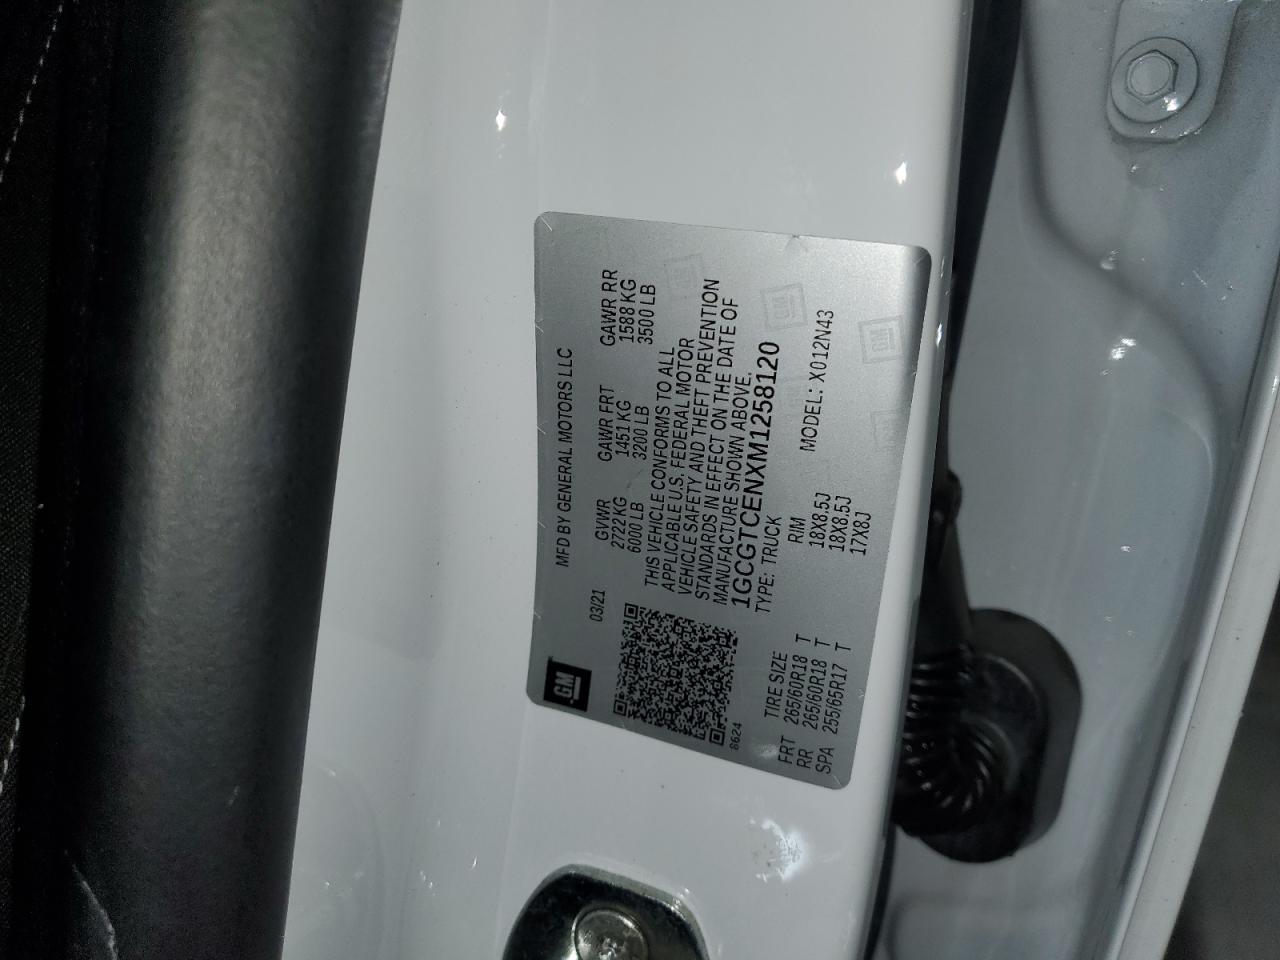 GM
03/21
MFD BY GENERAL MOTORS LLC
GVWR GAWR FRT GAWR RR
2722 KG 1451 KG 1588 KG
6000 LB 3200 LB 3500 LB
THIS VEHICLE CONFORMS TO ALL
APPLICABLE U.S. FEDERAL MOTOR
VEHICLE SAFETY AND THEFT PREVENTION
STANDARDS IN EFFECT ON THE DATE OF
MANUFACTURE SHOWN ABOVE.
1GCGTCENXM1258120
8624
TYPE: TRUCK
TIRE SIZE RIM
FRT 265/60R18 T 18X8.5J MODEL: X012N43
RR 265/60R18 T 18X8.5J
SPA 255/65R17 T 17X8J